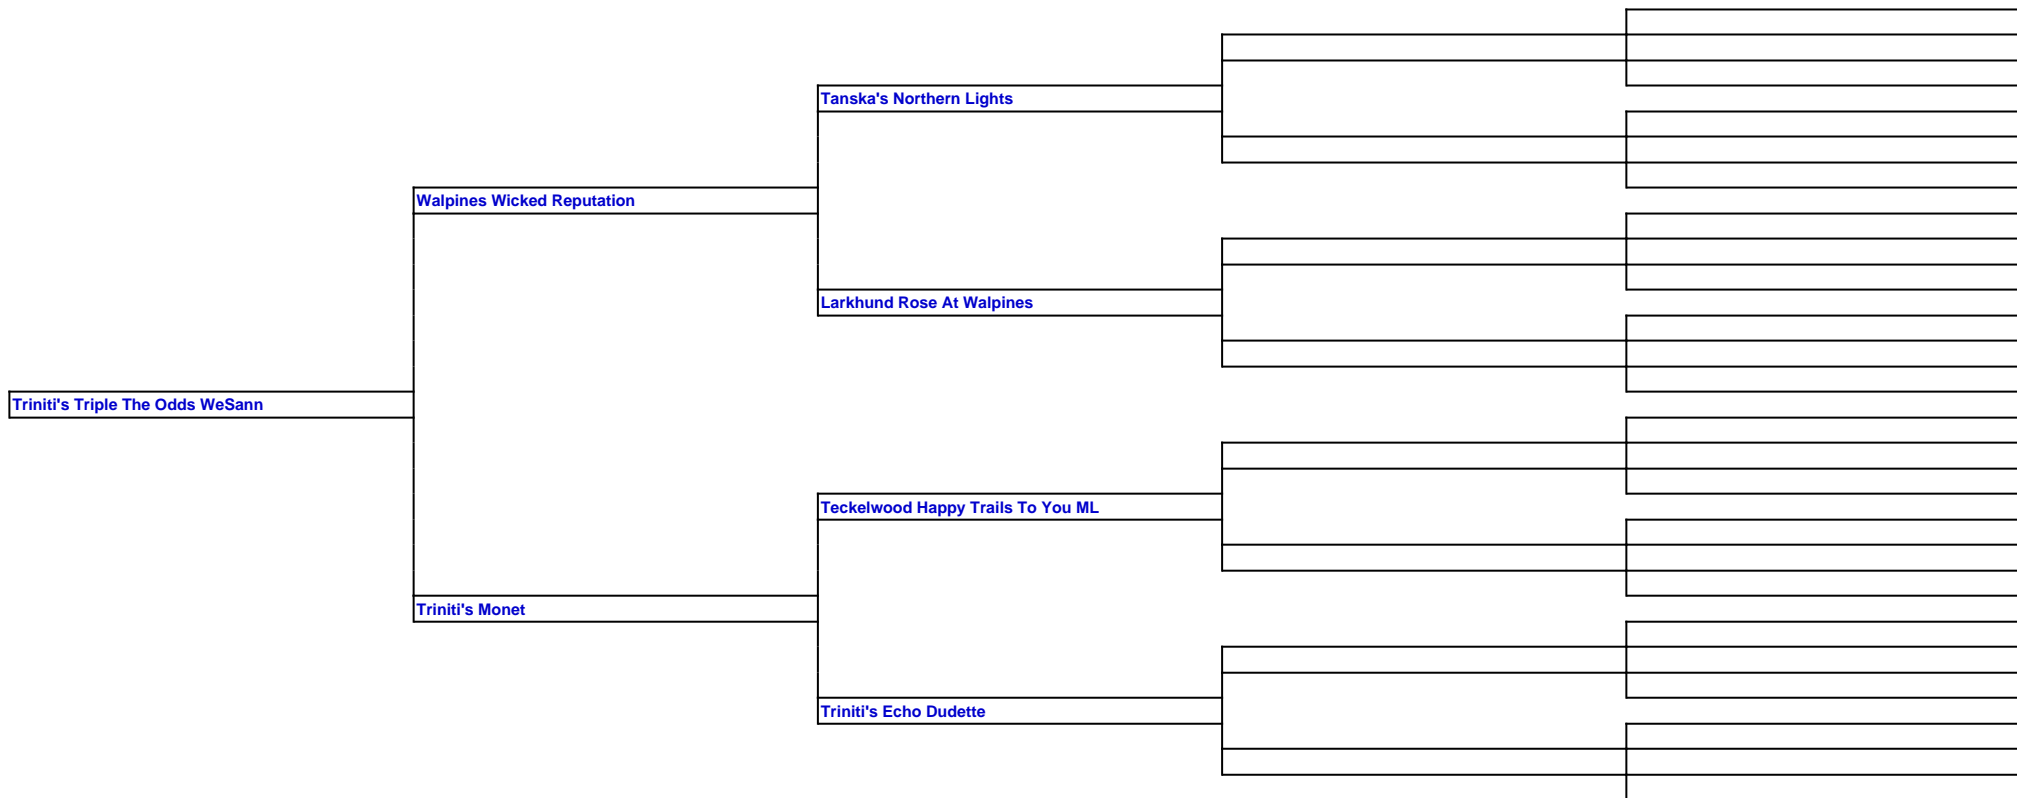 Tanska's Northern Lights
Walpines Wicked Reputation
Larkhund Rose At Walpines
Triniti's Triple The Odds WeSann
Teckelwood Happy Trails To You ML
Triniti's Monet
Triniti's Echo Dudette